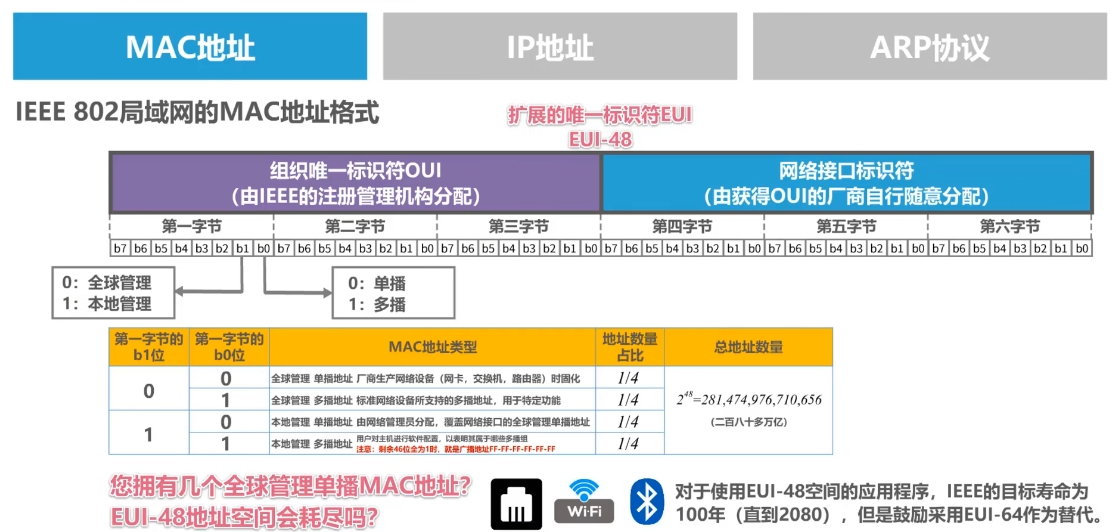 MAC地址
IP地址
ARP协议
IEEE 802局域网的MAC地址格式
扩展的唯一标识符EUI
EUI-48
组织唯一标识符OUI
(由IEEE的注册管理机构分配)
网络接口标识符
(由获得OUI的厂商自行随意分配)
第一字节 第二字节 第三字节 第四字节 第五字节 第六字节
b7 b6 b5 b4 b3 b2 b1 b0 b7 b6 b5 b4 b3 b2 b1 b0 b7 b6 b5 b4 b3 b2 b1 b0 b7 b6 b5 b4 b3 b2 b1 b0 b7 b6 b5 b4 b3 b2 b1 b0 b7 b6 b5 b4 b3 b2 b1 b0
0：全球管理
1：本地管理
0：单播
1：多播
第一字节的
b1位
第一字节的
b0位
MAC地址类型
地址数量
占比
总地址数量
0
0 全球管理 单播地址 厂商生产网络设备（网卡，交换机，路由器）时固化 1/4
1 全球管理 多播地址 标准网络设备所支持的多播地址，用于特定功能 1/4
1
0 本地管理 单播地址 由网络管理员分配，覆盖网络接口的全球管理单播地址 1/4
1 本地管理 多播地址 用户对主机进行软件配置，以表明其属于哪些多播组 1/4
注意：剩余46位全为1时，就是广播地址FF-FF-FF-FF-FF-FF
2⁴⁸=281,474,976,710,656
(二百八十多万亿)
您拥有几个全球管理单播MAC地址？
EUI-48地址空间会耗尽吗？
Wi-Fi
对于使用EUI-48空间的应用程序，IEEE的目标寿命为
100年（直到2080），但是鼓励采用EUI-64作为替代。